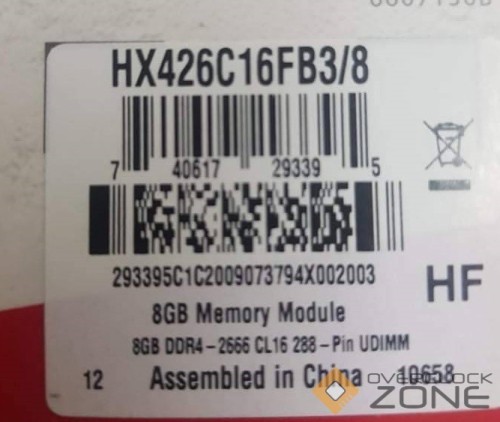 HX426C16FB3/8
7 40617 29339 5
293395C1C2009073794X002003
HF
8GB Memory Module
8GB DDR4-2666 CL16 288-Pin UDIMM
12 Assembled in China 10658
OVERCLOCK
ZONE